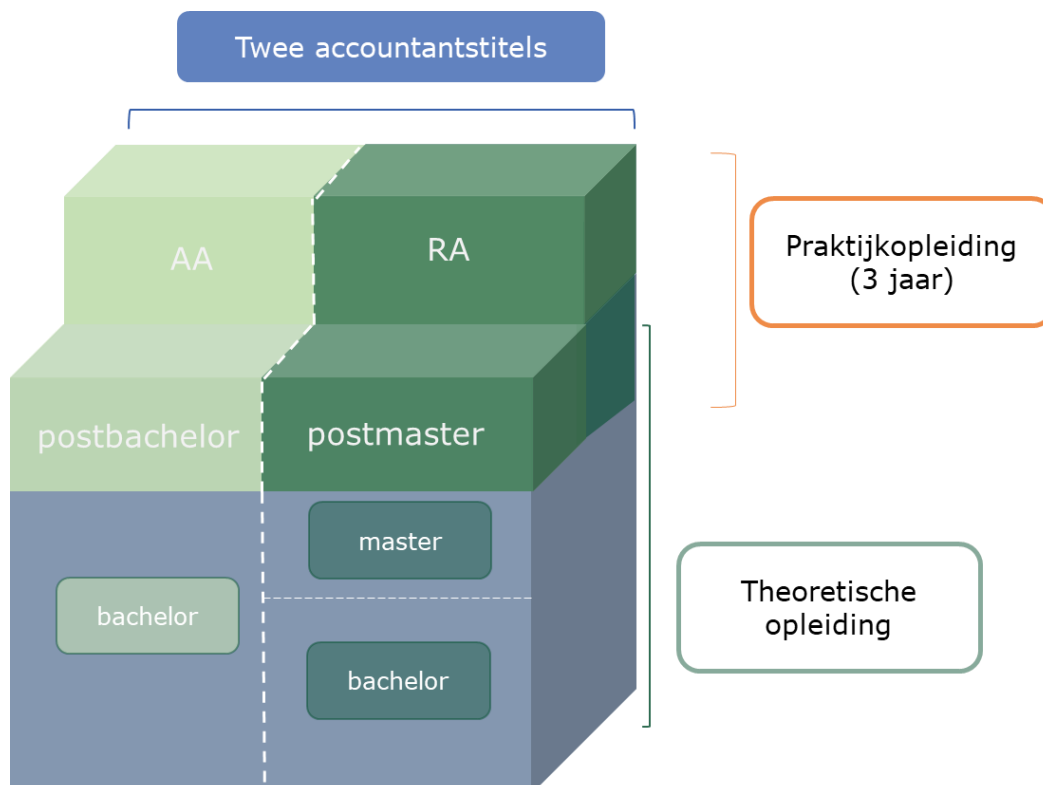 Twee accountantstitels
AA
RA
Praktijkopleiding
(3 jaar)
postbachelor
postmaster
master
bachelor
bachelor
Theoretische
opleiding